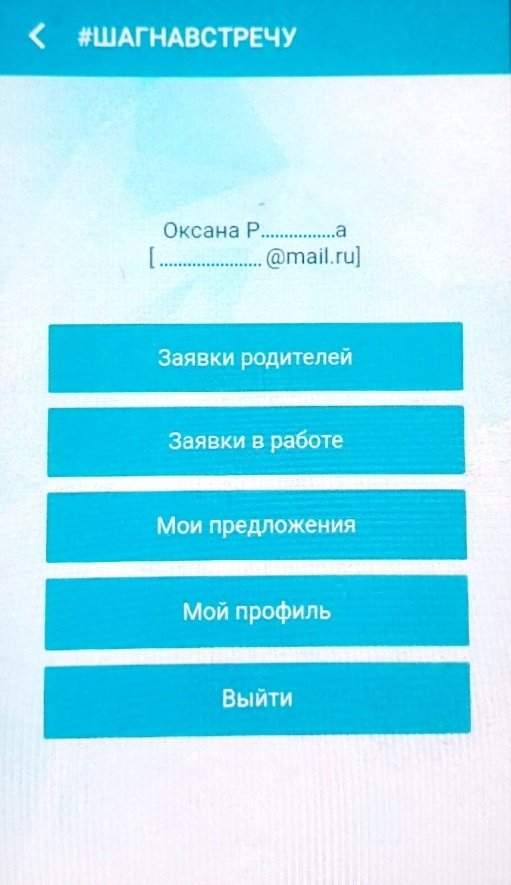 #ШАГНАВСТРЕЧУ
Оксана Р................а
[ ...................... @mail.ru]
Заявки родителей
Заявки в работе
Мои предложения
Мой профиль
Выйти